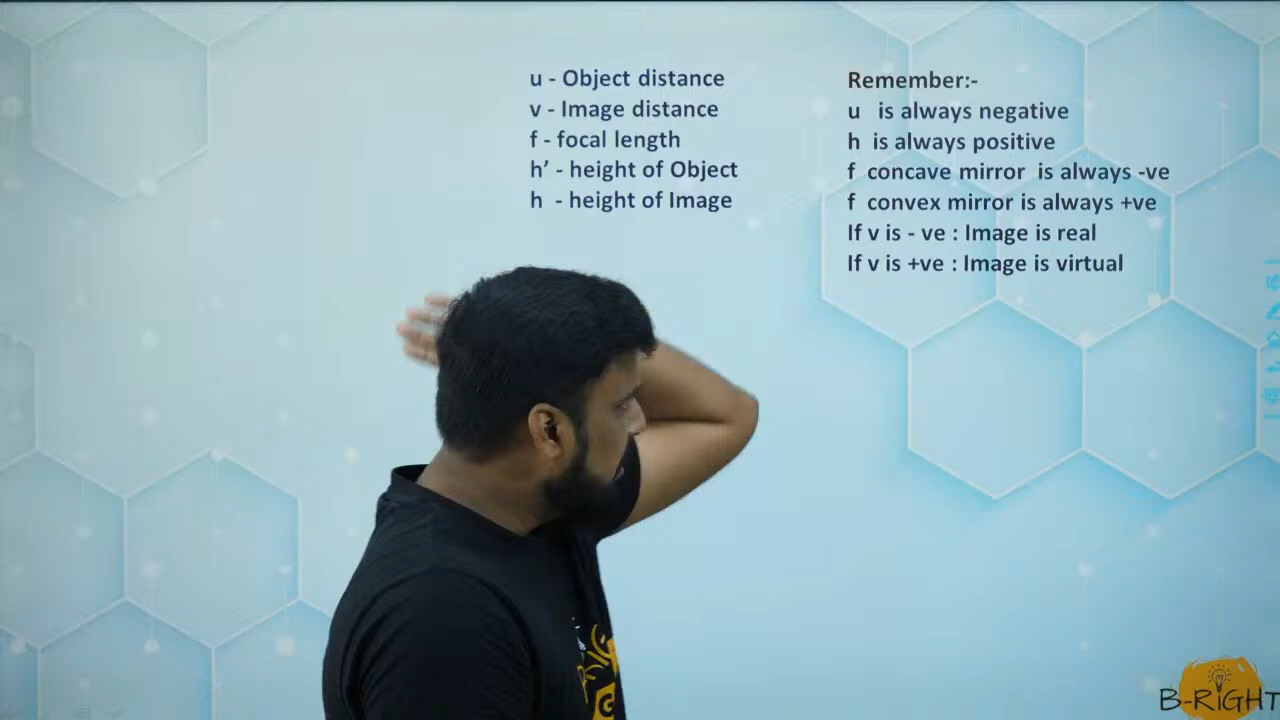 u - Object distance
v - Image distance
f - focal length
h’ - height of Object
h - height of Image
Remember:-
u is always negative
h is always positive
f concave mirror is always -ve
f convex mirror is always +ve
If v is - ve : Image is real
If v is +ve : Image is virtual
B-RiGHT